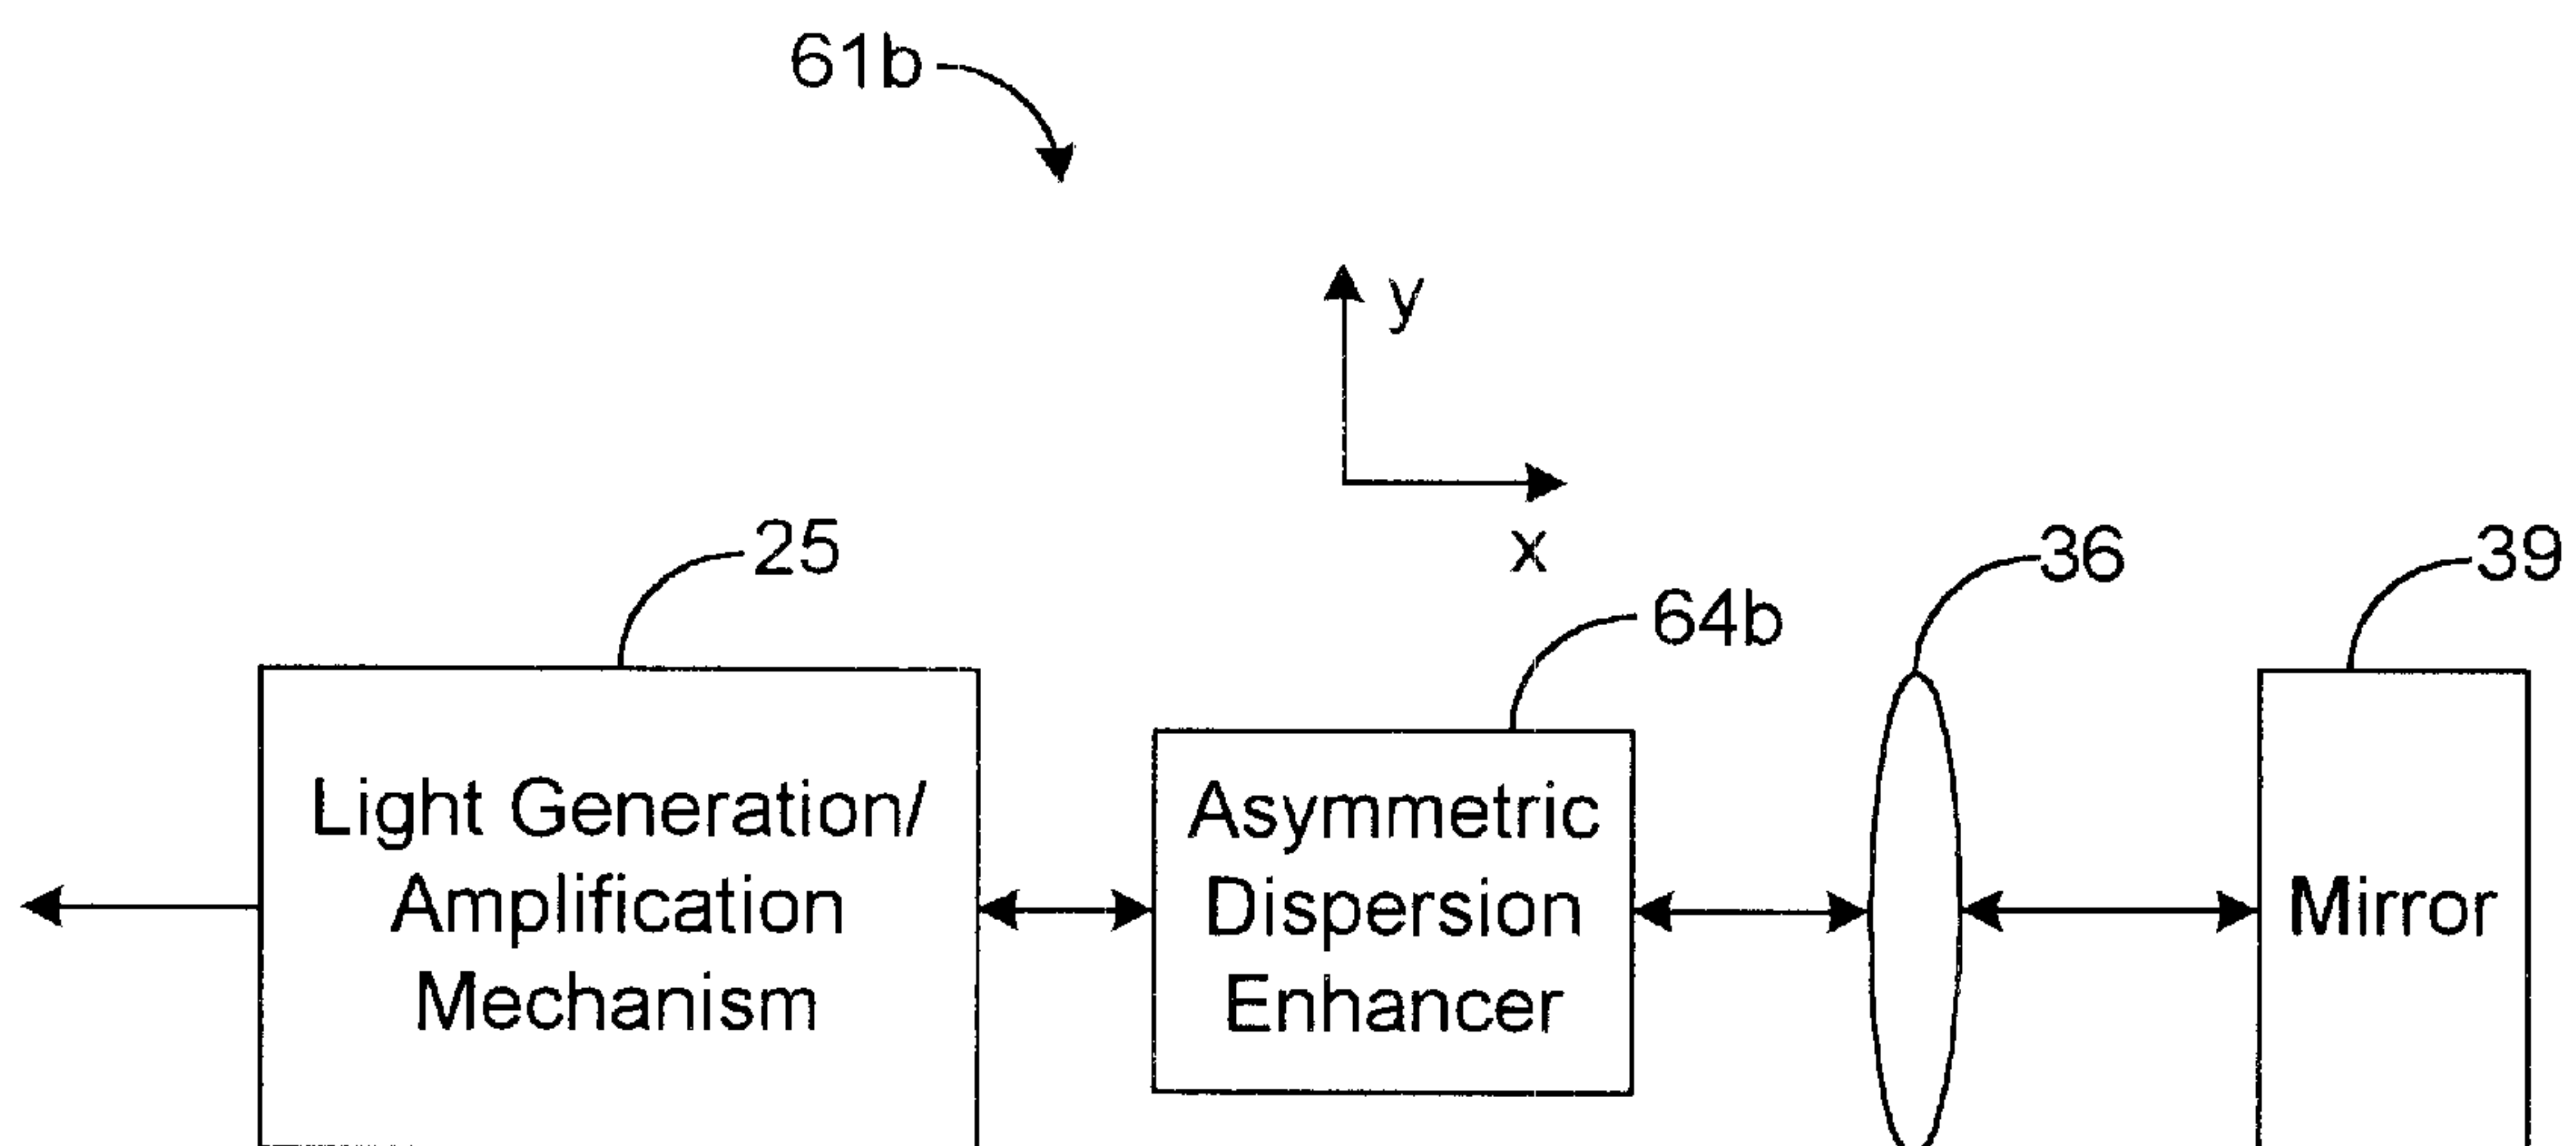 61b
y
x
25
36
39
64b
Light Generation/
Amplification
Mechanism
Asymmetric
Dispersion
Enhancer
Mirror